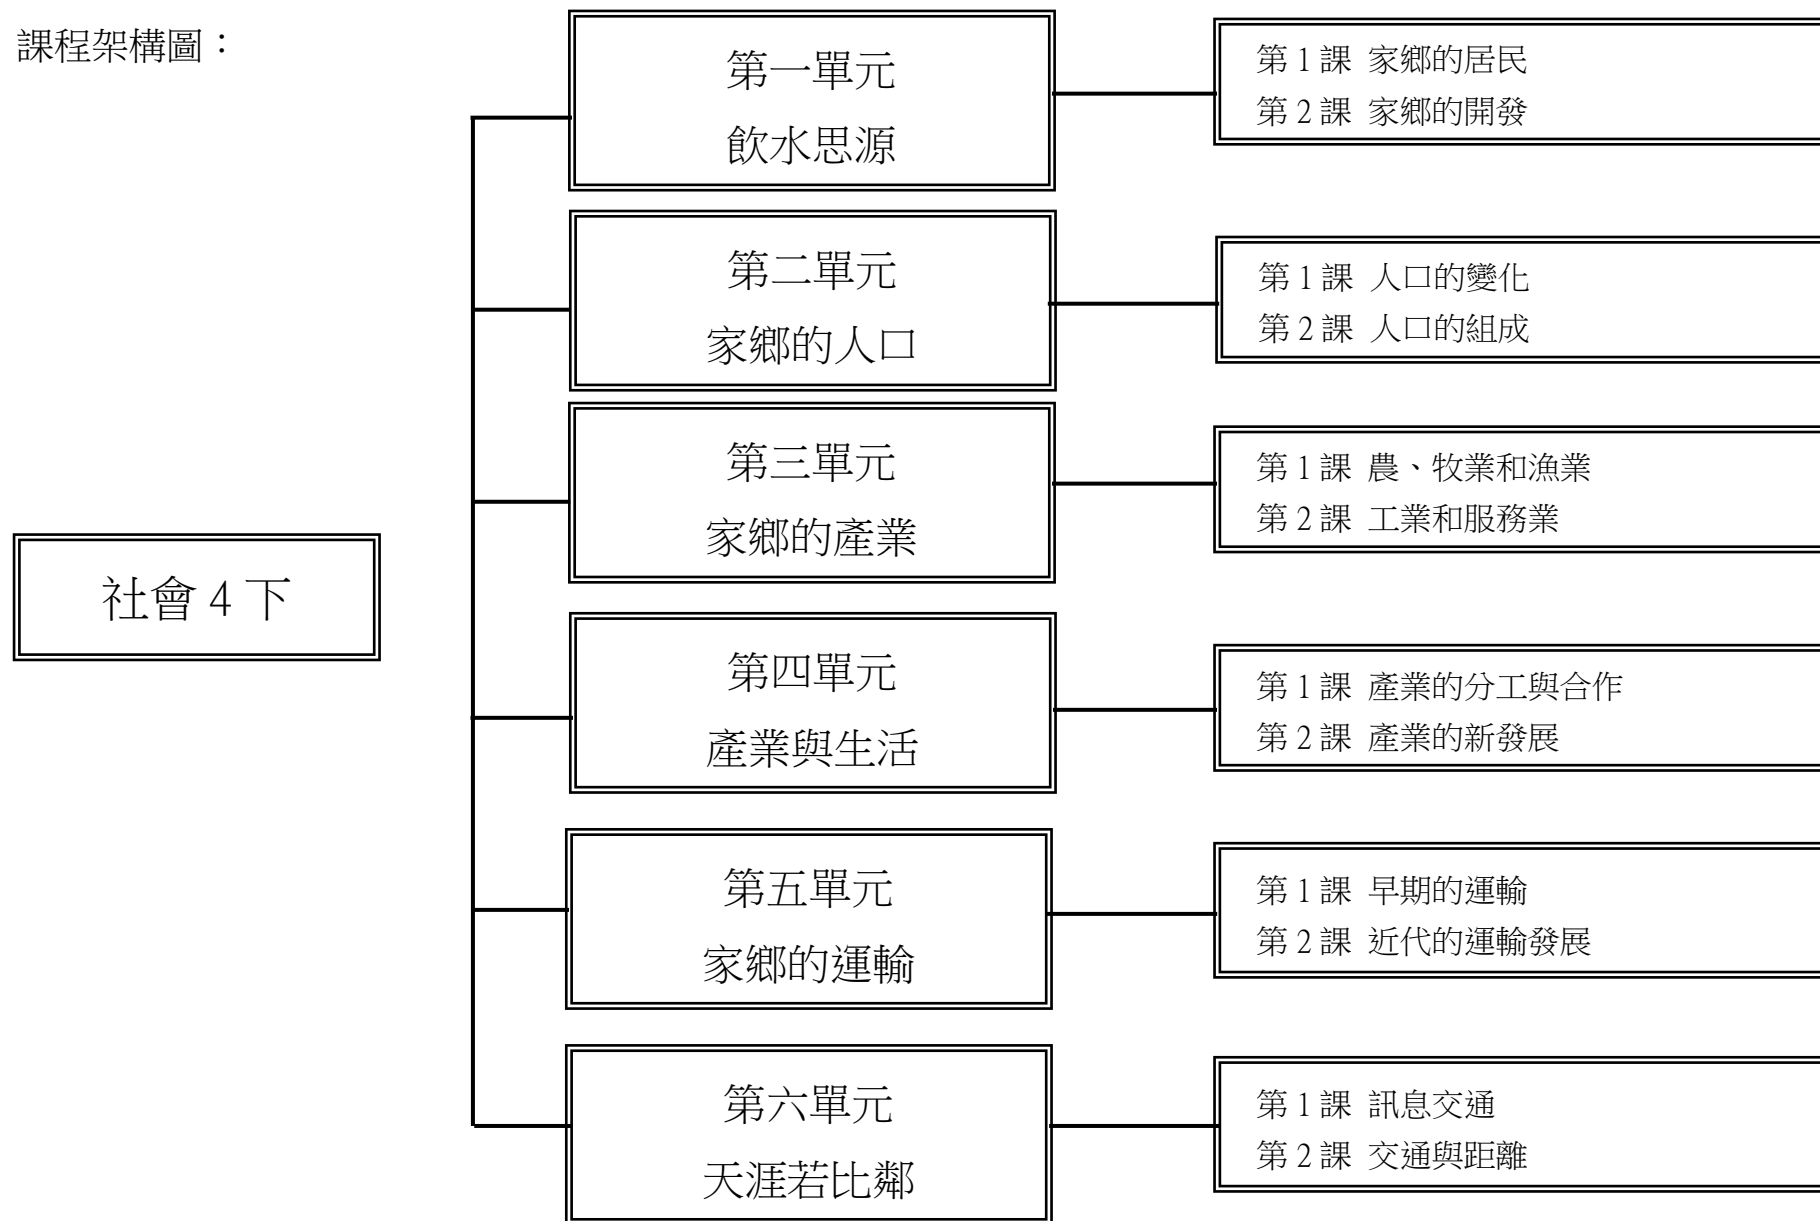 課程架構圖：
社會 4 下
第一單元
飲水思源
第 1 課 家鄉的居民
第 2 課 家鄉的開發
第二單元
家鄉的人口
第 1 課 人口的變化
第 2 課 人口的組成
第三單元
家鄉的產業
第 1 課 農、牧業和漁業
第 2 課 工業和服務業
第四單元
產業與生活
第 1 課 產業的分工與合作
第 2 課 產業的新發展
第五單元
家鄉的運輸
第 1 課 早期的運輸
第 2 課 近代的運輸發展
第六單元
天涯若比鄰
第 1 課 訊息交通
第 2 課 交通與距離